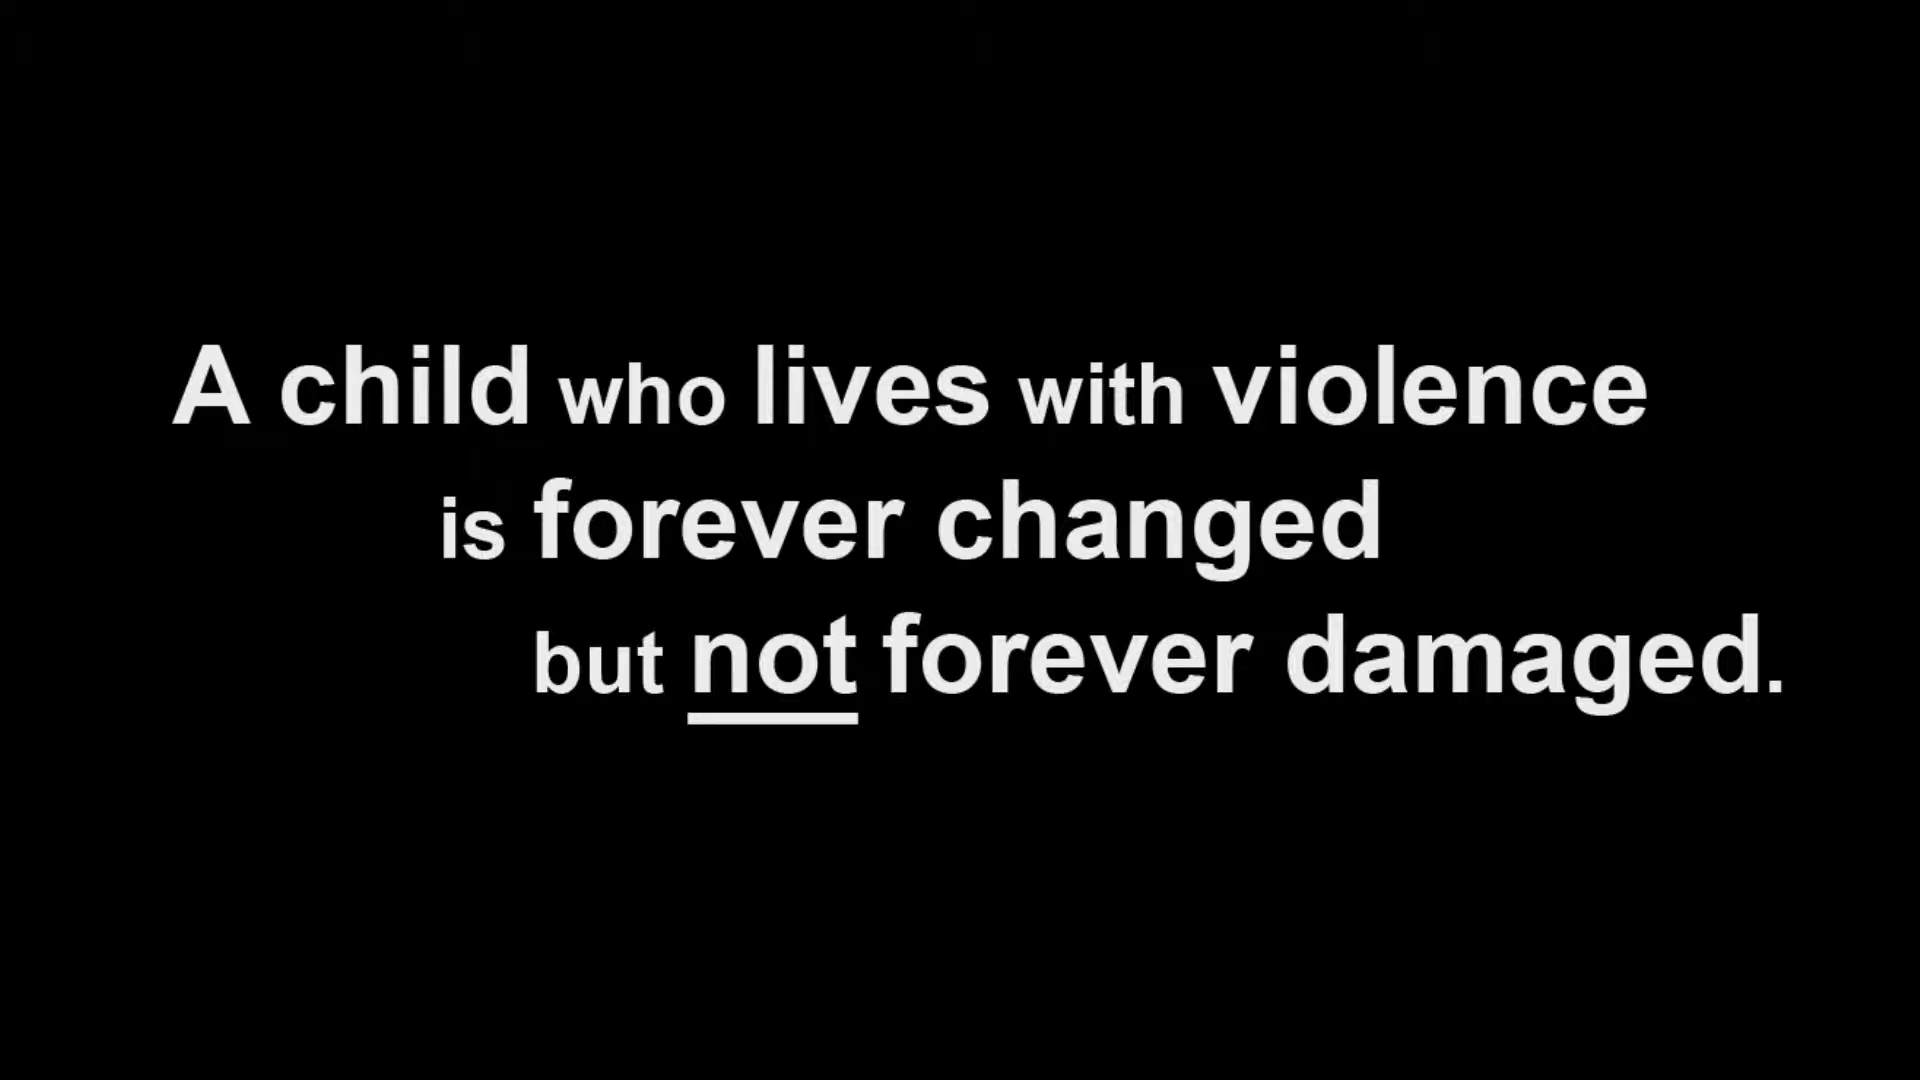 A child who lives with violence
is forever changed
but not forever damaged.